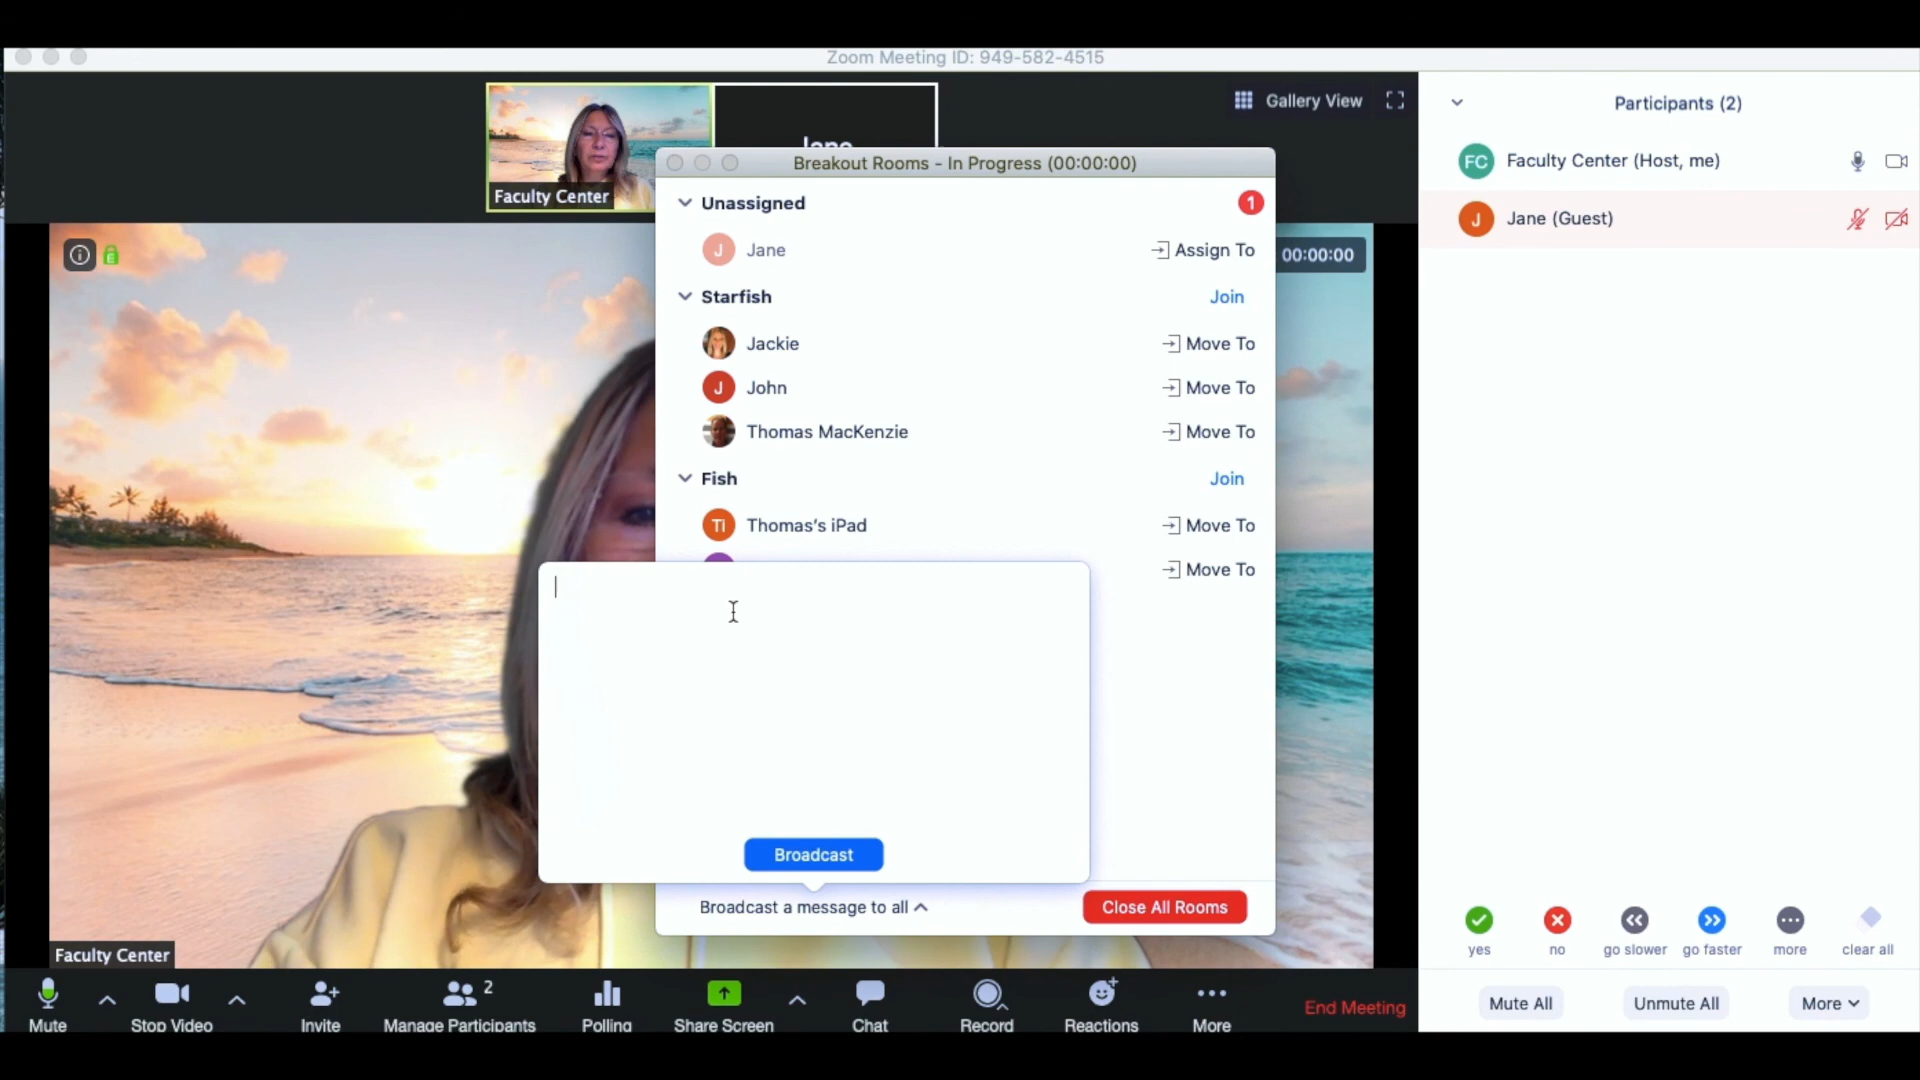 Zoom Meeting ID: 949-582-4515
Gallery View
Faculty Center
Breakout Rooms - In Progress (00:00:00)
Unassigned
1
J
Jane
Assign To
00:00:00
Starfish
Join
Jackie
Move To
J
John
Move To
Thomas MacKenzie
Move To
Fish
Join
TI
Thomas's iPad
Move To
Move To
Broadcast
Broadcast a message to all
Close All Rooms
Faculty Center
Participants (2)
FC
Faculty Center (Host, me)
J
Jane (Guest)
yes
no
go slower
go faster
more
clear all
Mute All
Unmute All
More
Mute
Stop Video
Invite
2
Manage Participants
Polling
Share Screen
Chat
Record
Reactions
More
End Meeting